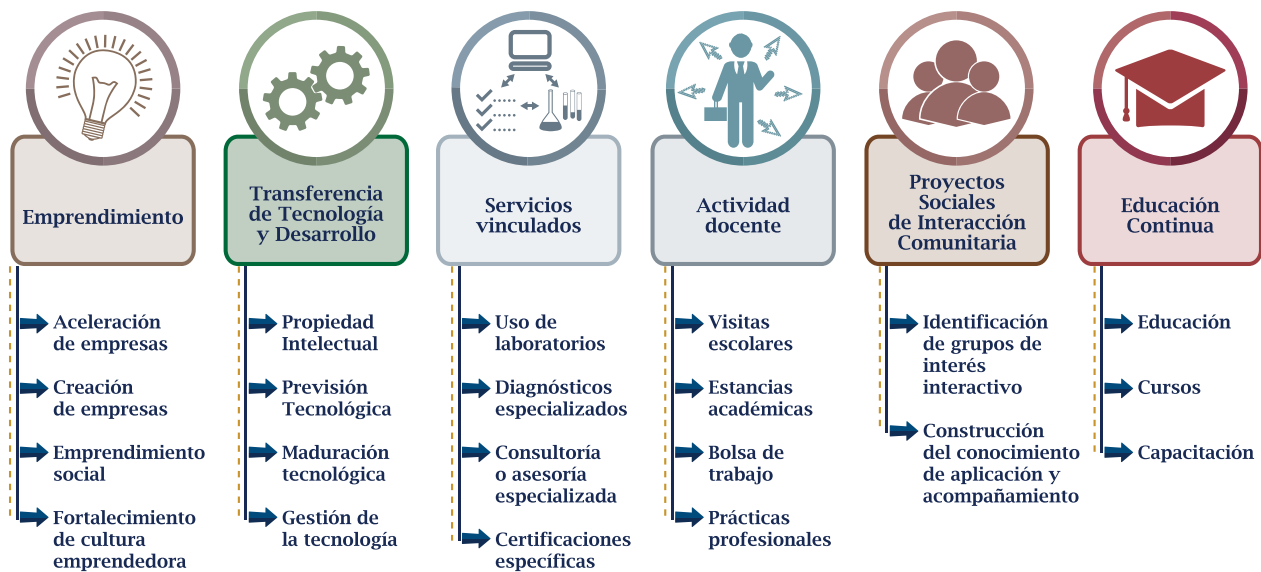 Emprendimiento
Aceleración
de empresas
Creación
de empresas
Emprendimiento
social
Fortalecimiento
de cultura
emprendedora
Transferencia
de Tecnología
y Desarrollo
Propiedad
Intelectual
Previsión
Tecnológica
Maduración
tecnológica
Gestión de
la tecnología
Servicios
vinculados
Uso de
laboratorios
Diagnósticos
especializados
Consultoría
o asesoría
especializada
Certificaciones
específicas
Actividad
docente
Visitas
escolares
Estancias
académicas
Bolsa de
trabajo
Prácticas
profesionales
Proyectos
Sociales
de Interacción
Comunitaria
Identificación
de grupos de
interés
interactivo
Construcción
del conocimiento
de aplicación y
acompañamiento
Educación
Continua
Educación
Cursos
Capacitación